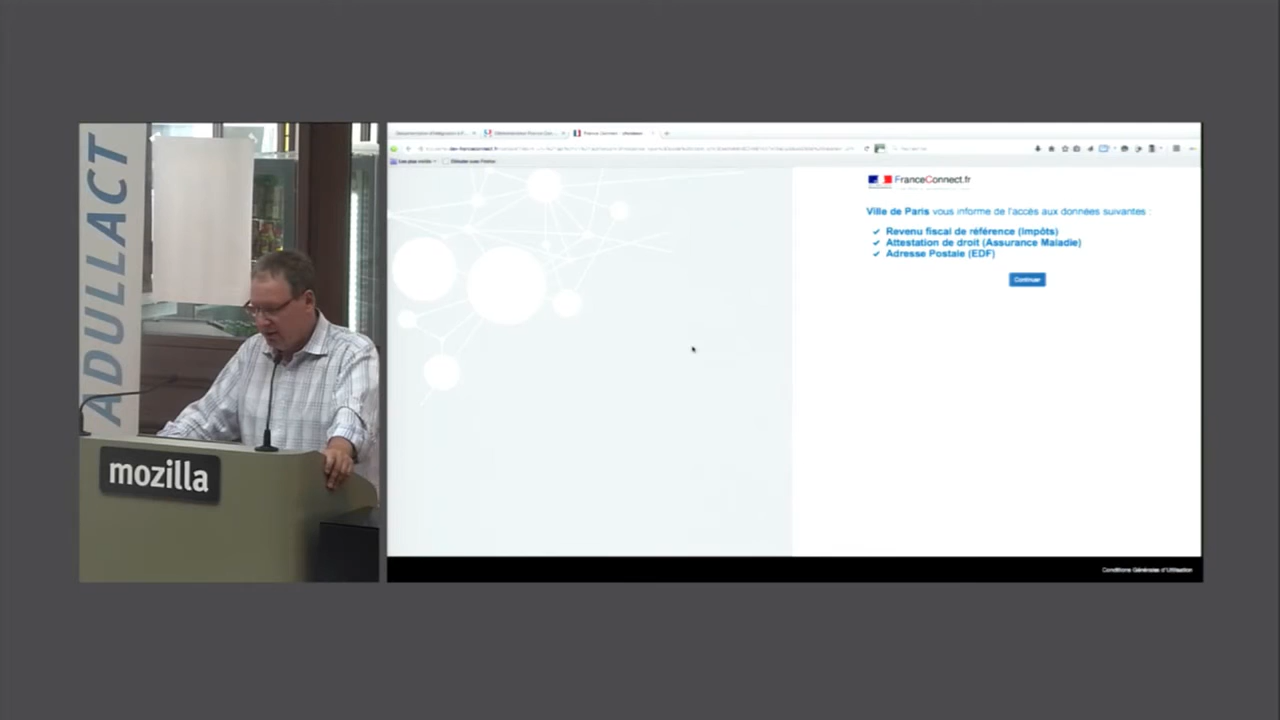 ADULLACT
mozilla
FranceConnect.fr
Ville de Paris vous informe de l'accès aux données suivantes :
✓ Revenu fiscal de référence (Impôts)
✓ Attestation de droit (Assurance Maladie)
✓ Adresse Postale (EDF)
Continuer
Conditions Générales d'Utilisation